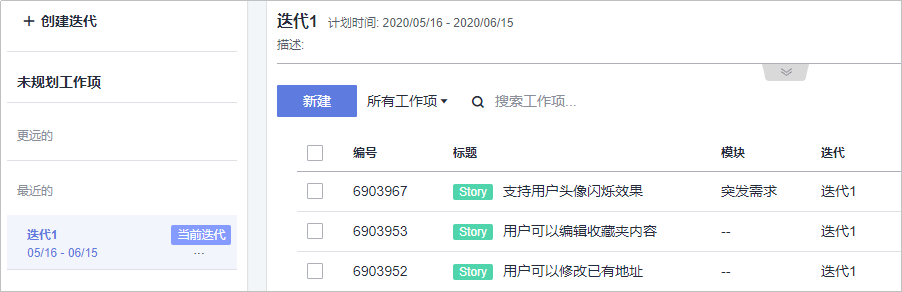 + 创建迭代
未规划工作项
更远的
最近的
迭代1 当前迭代
05/16 - 06/15 ...
迭代1 计划时间: 2020/05/16 - 2020/06/15
描述:
新建 所有工作项 搜索工作项...
编号 标题 模块 迭代
6903967 Story 支持用户头像闪烁效果 突发需求 迭代1
6903953 Story 用户可以编辑收藏夹内容 -- 迭代1
6903952 Story 用户可以修改已有地址 -- 迭代1